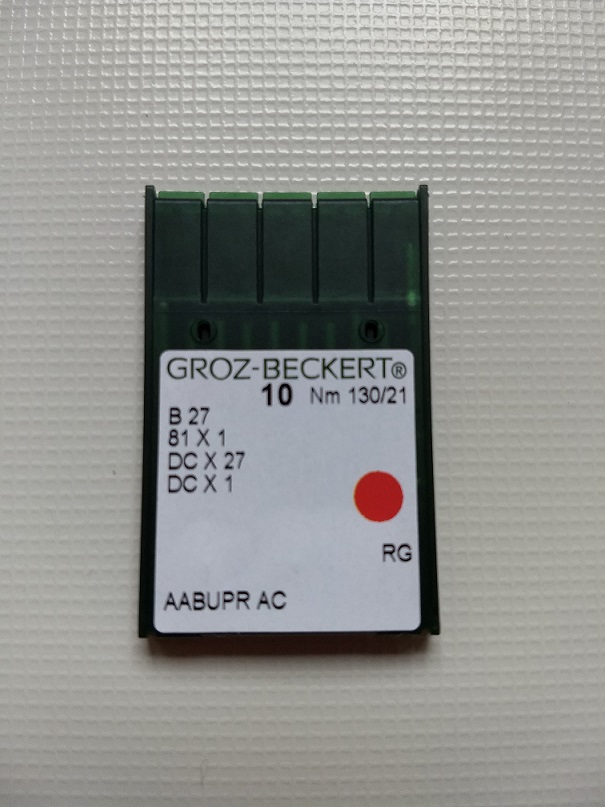 GROZ-BECKERT®
10 Nm 130/21
B 27
81 X 1
DC X 27
DC X 1
RG
AABUPR AC